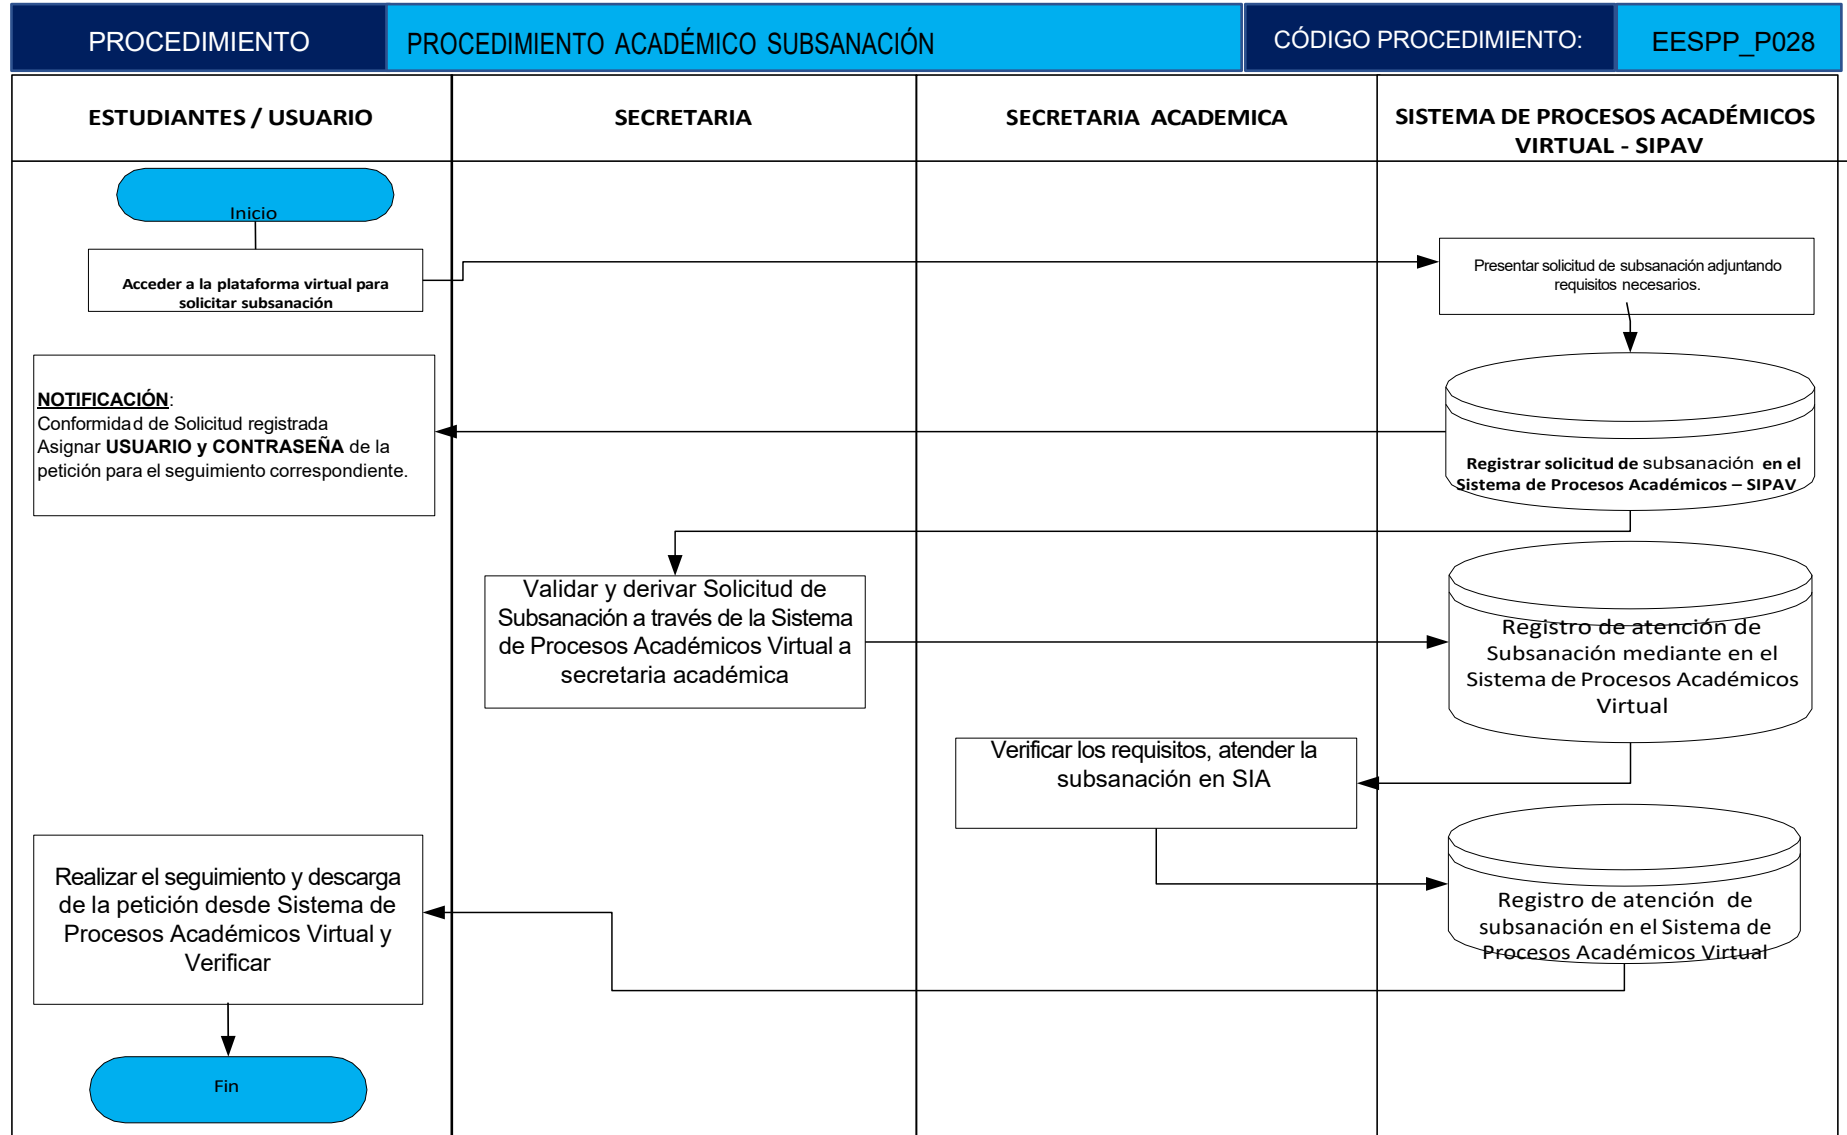 PROCEDIMIENTO
PROCEDIMIENTO ACADÉMICO SUBSANACIÓN
CÓDIGO PROCEDIMIENTO:
EESPP_P028
ESTUDIANTES / USUARIO
SECRETARIA
SECRETARIA ACADEMICA
SISTEMA DE PROCESOS ACADÉMICOS
VIRTUAL - SIPAV
Inicio
Acceder a la plataforma virtual para
solicitar subsanación
Presentar solicitud de subsanación adjuntando
requisitos necesarios.
NOTIFICACIÓN:
Conformidad de Solicitud registrada
Asignar USUARIO y CONTRASEÑA de la
petición para el seguimiento correspondiente.
Registrar solicitud de subsanación en el
Sistema de Procesos Académicos – SIPAV
Validar y derivar Solicitud de
Subsanación a través de la Sistema
de Procesos Académicos Virtual a
secretaria académica
Registro de atención de
Subsanación mediante en el
Sistema de Procesos Académicos
Virtual
Verificar los requisitos, atender la
subsanación en SIA
Realizar el seguimiento y descarga
de la petición desde Sistema de
Procesos Académicos Virtual y
Verificar
Registro de atención de
subsanación en el Sistema de
Procesos Académicos Virtual
Fin